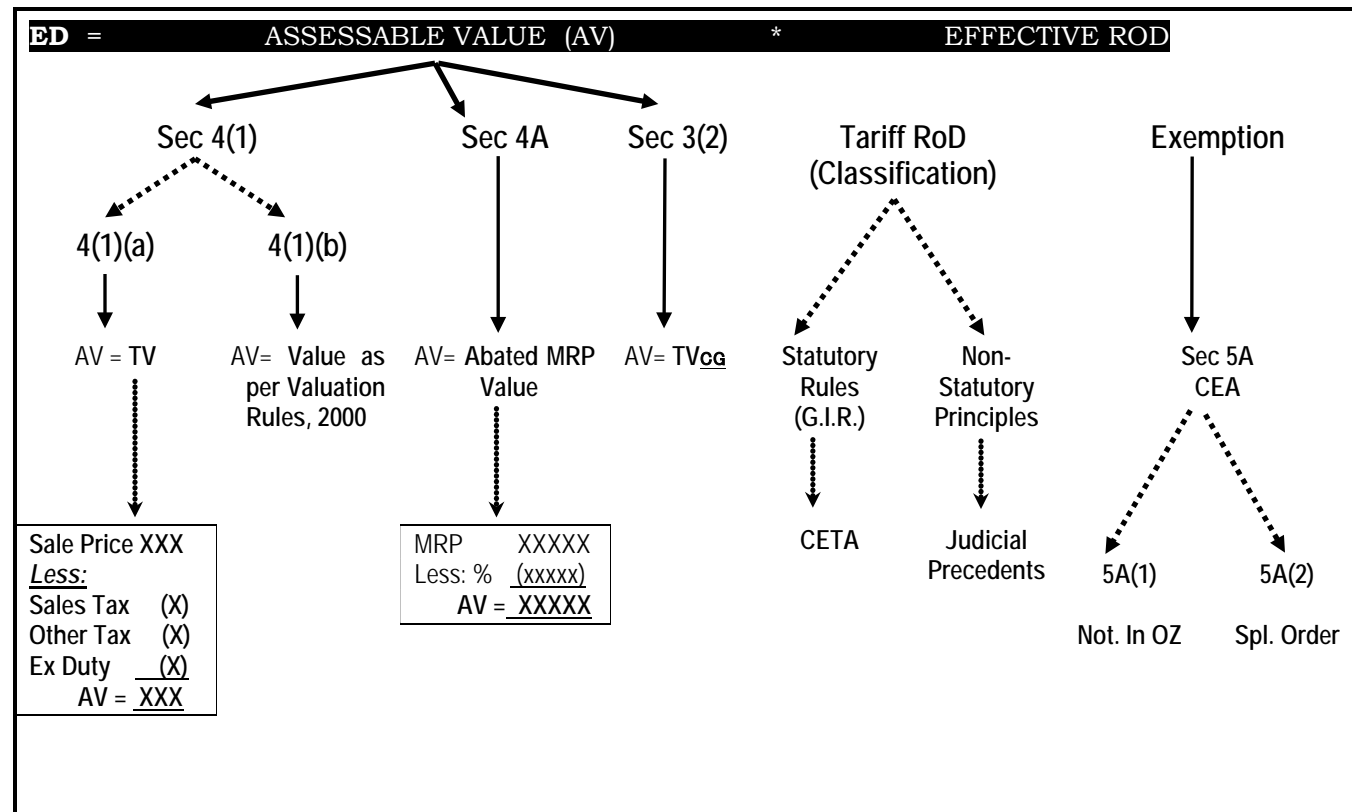 ED = ASSESSABLE VALUE (AV) * EFFECTIVE ROD
Sec 4(1) Sec 4A Sec 3(2) Tariff RoD Exemption
(Classification)
4(1)(a) 4(1)(b)
AV = TV
AV= Value as
per Valuation
Rules, 2000
AV= Abated MRP
Value
AV= TVCG
Statutory
Rules
(G.I.R.)
Non-
Statutory
Principles
Sec 5A
CEA
Sale Price XXX
Less:
Sales Tax (X)
Other Tax (X)
Ex Duty (X)
AV = XXX
MRP XXXXX
Less: % (xxxxx)
AV = XXXXX
CETA
Judicial
Precedents
5A(1) 5A(2)
Not. In OZ Spl. Order